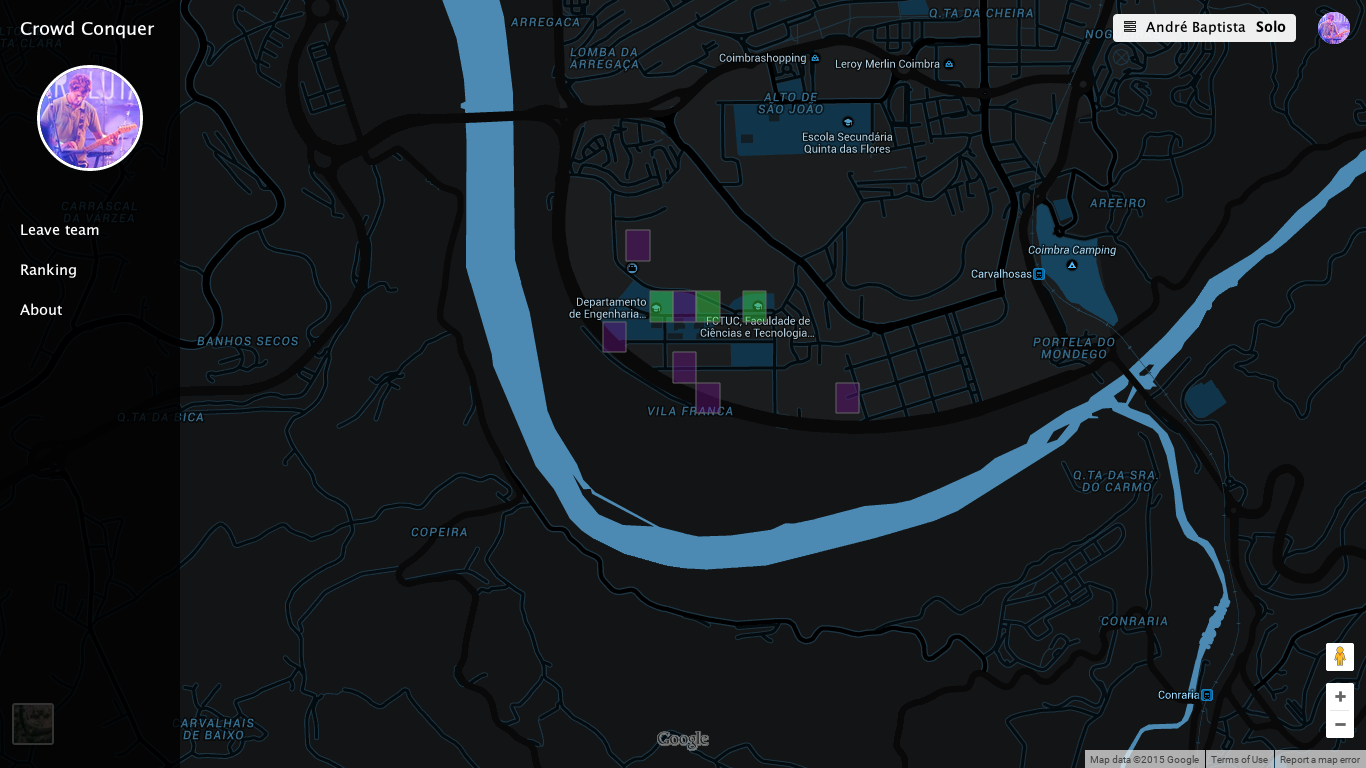 Crowd Conquer
Leave team
Ranking
About
André Baptista Solo
ARREGACA
LOMBA DA
ARREGAÇA
Q.TA DA CHEIRA
Coimbrashopping
Leroy Merlin Coimbra
ALTO DE
SÃO JOÃO
Escola Secundária
Quinta das Flores
CARRASCAL
DA VARZEA
AREEIRO
Coimbra Camping
Carvalhosas
Departamento
de Engenharia...
FCTUC, Faculdade de
Ciências e Tecnologia...
BANHOS SECOS
PORTELA DO
MONDEGO
Q.TA DA BICA
VILA FRANCA
Q.TA DA SRA.
DO CARMO
COPEIRA
CONRARIA
Conraria
CARVALHAIS
DE BAIXO
Google
Map data ©2015 Google
Terms of Use
Report a map error